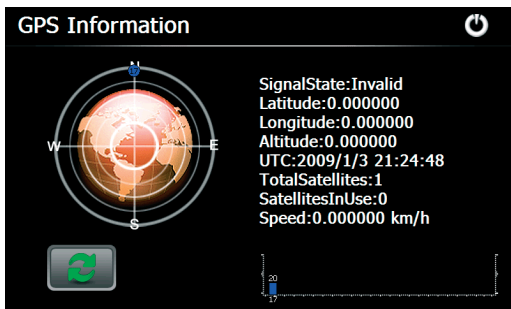 GPS Information
N
17
W
E
S
SignalState:Invalid
Latitude:0.000000
Longitude:0.000000
Altitude:0.000000
UTC:2009/1/3 21:24:48
TotalSatellites:1
SatellitesInUse:0
Speed:0.000000 km/h
20
17